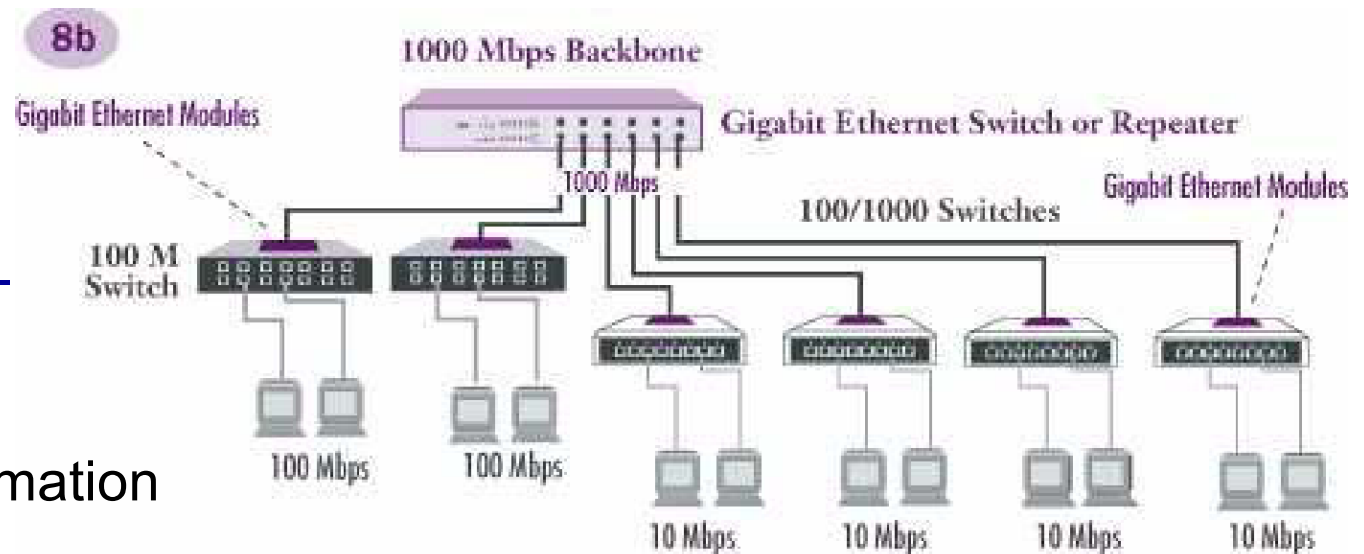 8b
1000 Mbps Backbone
Gigabit Ethernet Modules
Gigabit Ethernet Switch or Repeater
1000 Mbps
Gigabit Ethernet Modules
100/1000 Switches
100 M
Switch
100 Mbps
100 Mbps
mation
10 Mbps
10 Mbps
10 Mbps
10 Mbps